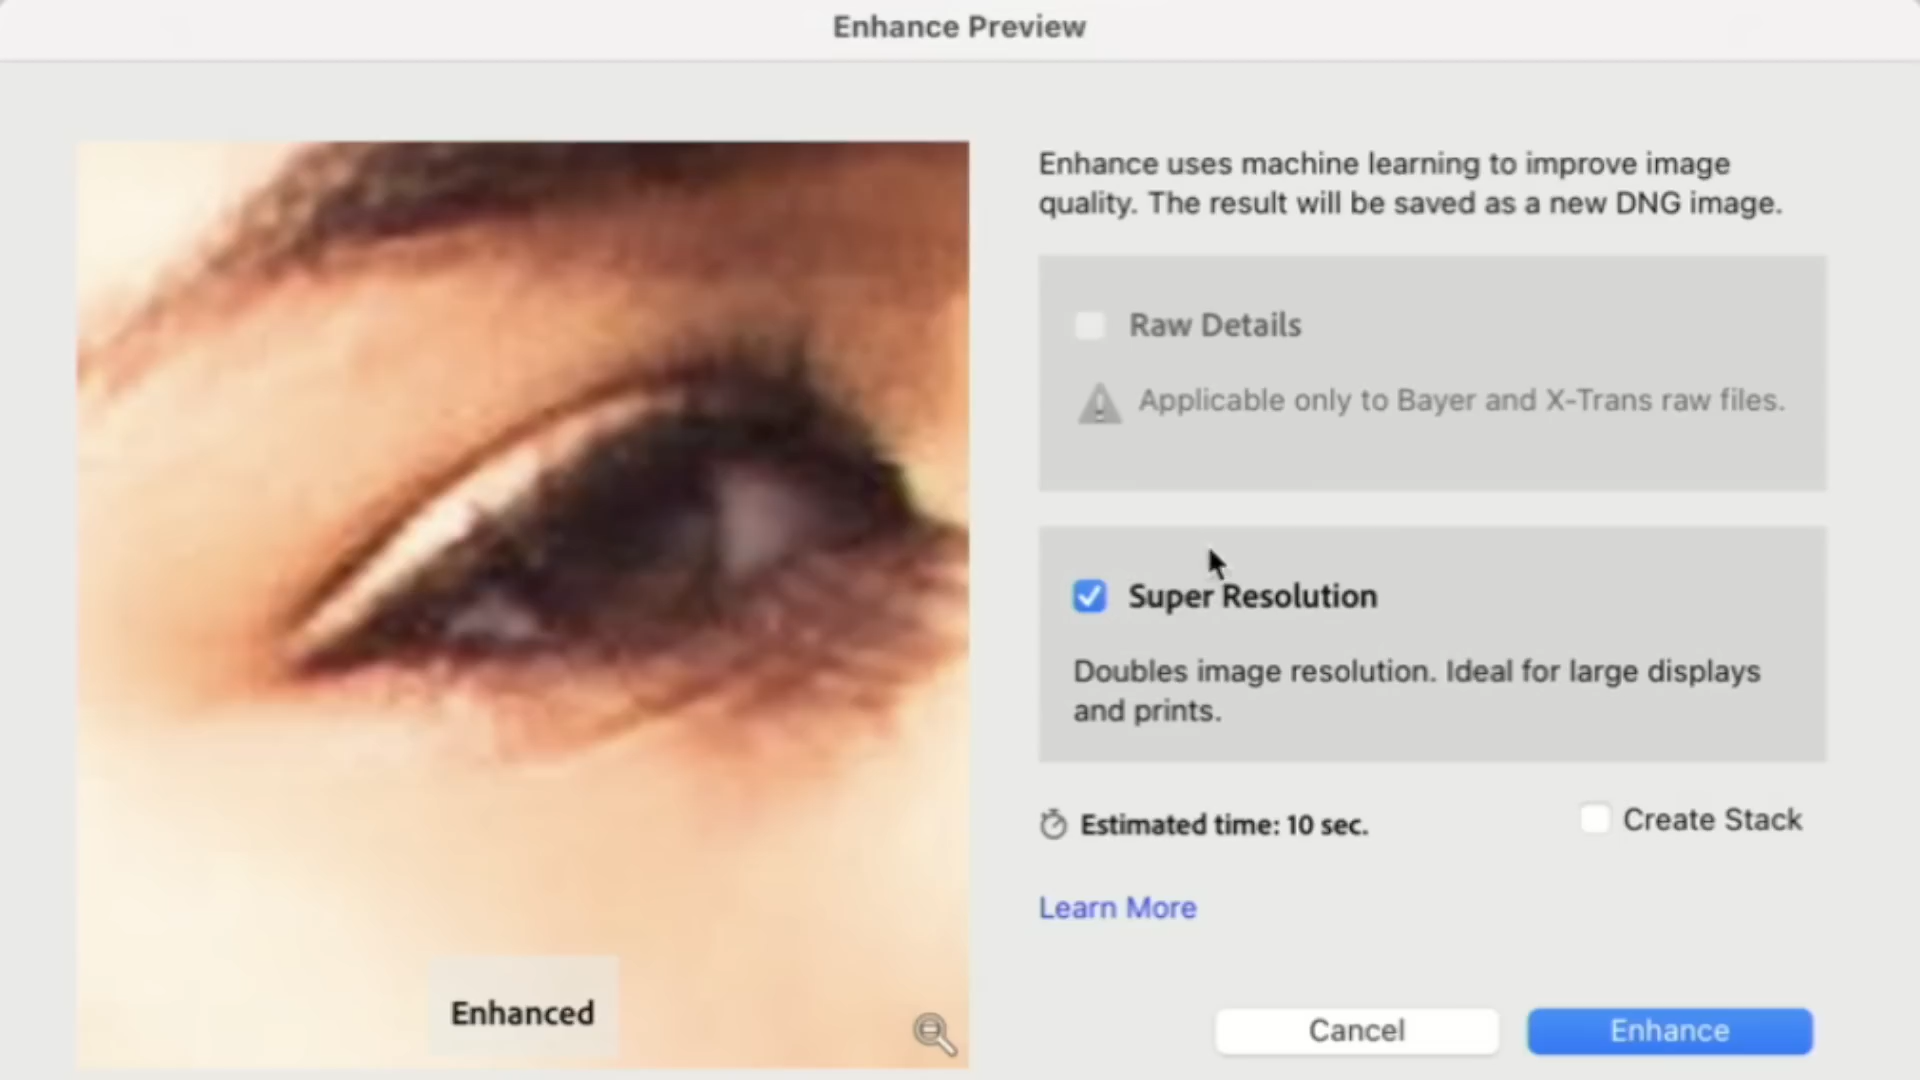 Enhance Preview
Enhance uses machine learning to improve image
quality. The result will be saved as a new DNG image.
Raw Details
Applicable only to Bayer and X-Trans raw files.
Super Resolution
Doubles image resolution. Ideal for large displays
and prints.
Estimated time: 10 sec.
Create Stack
Learn More
Enhanced
Cancel
Enhance